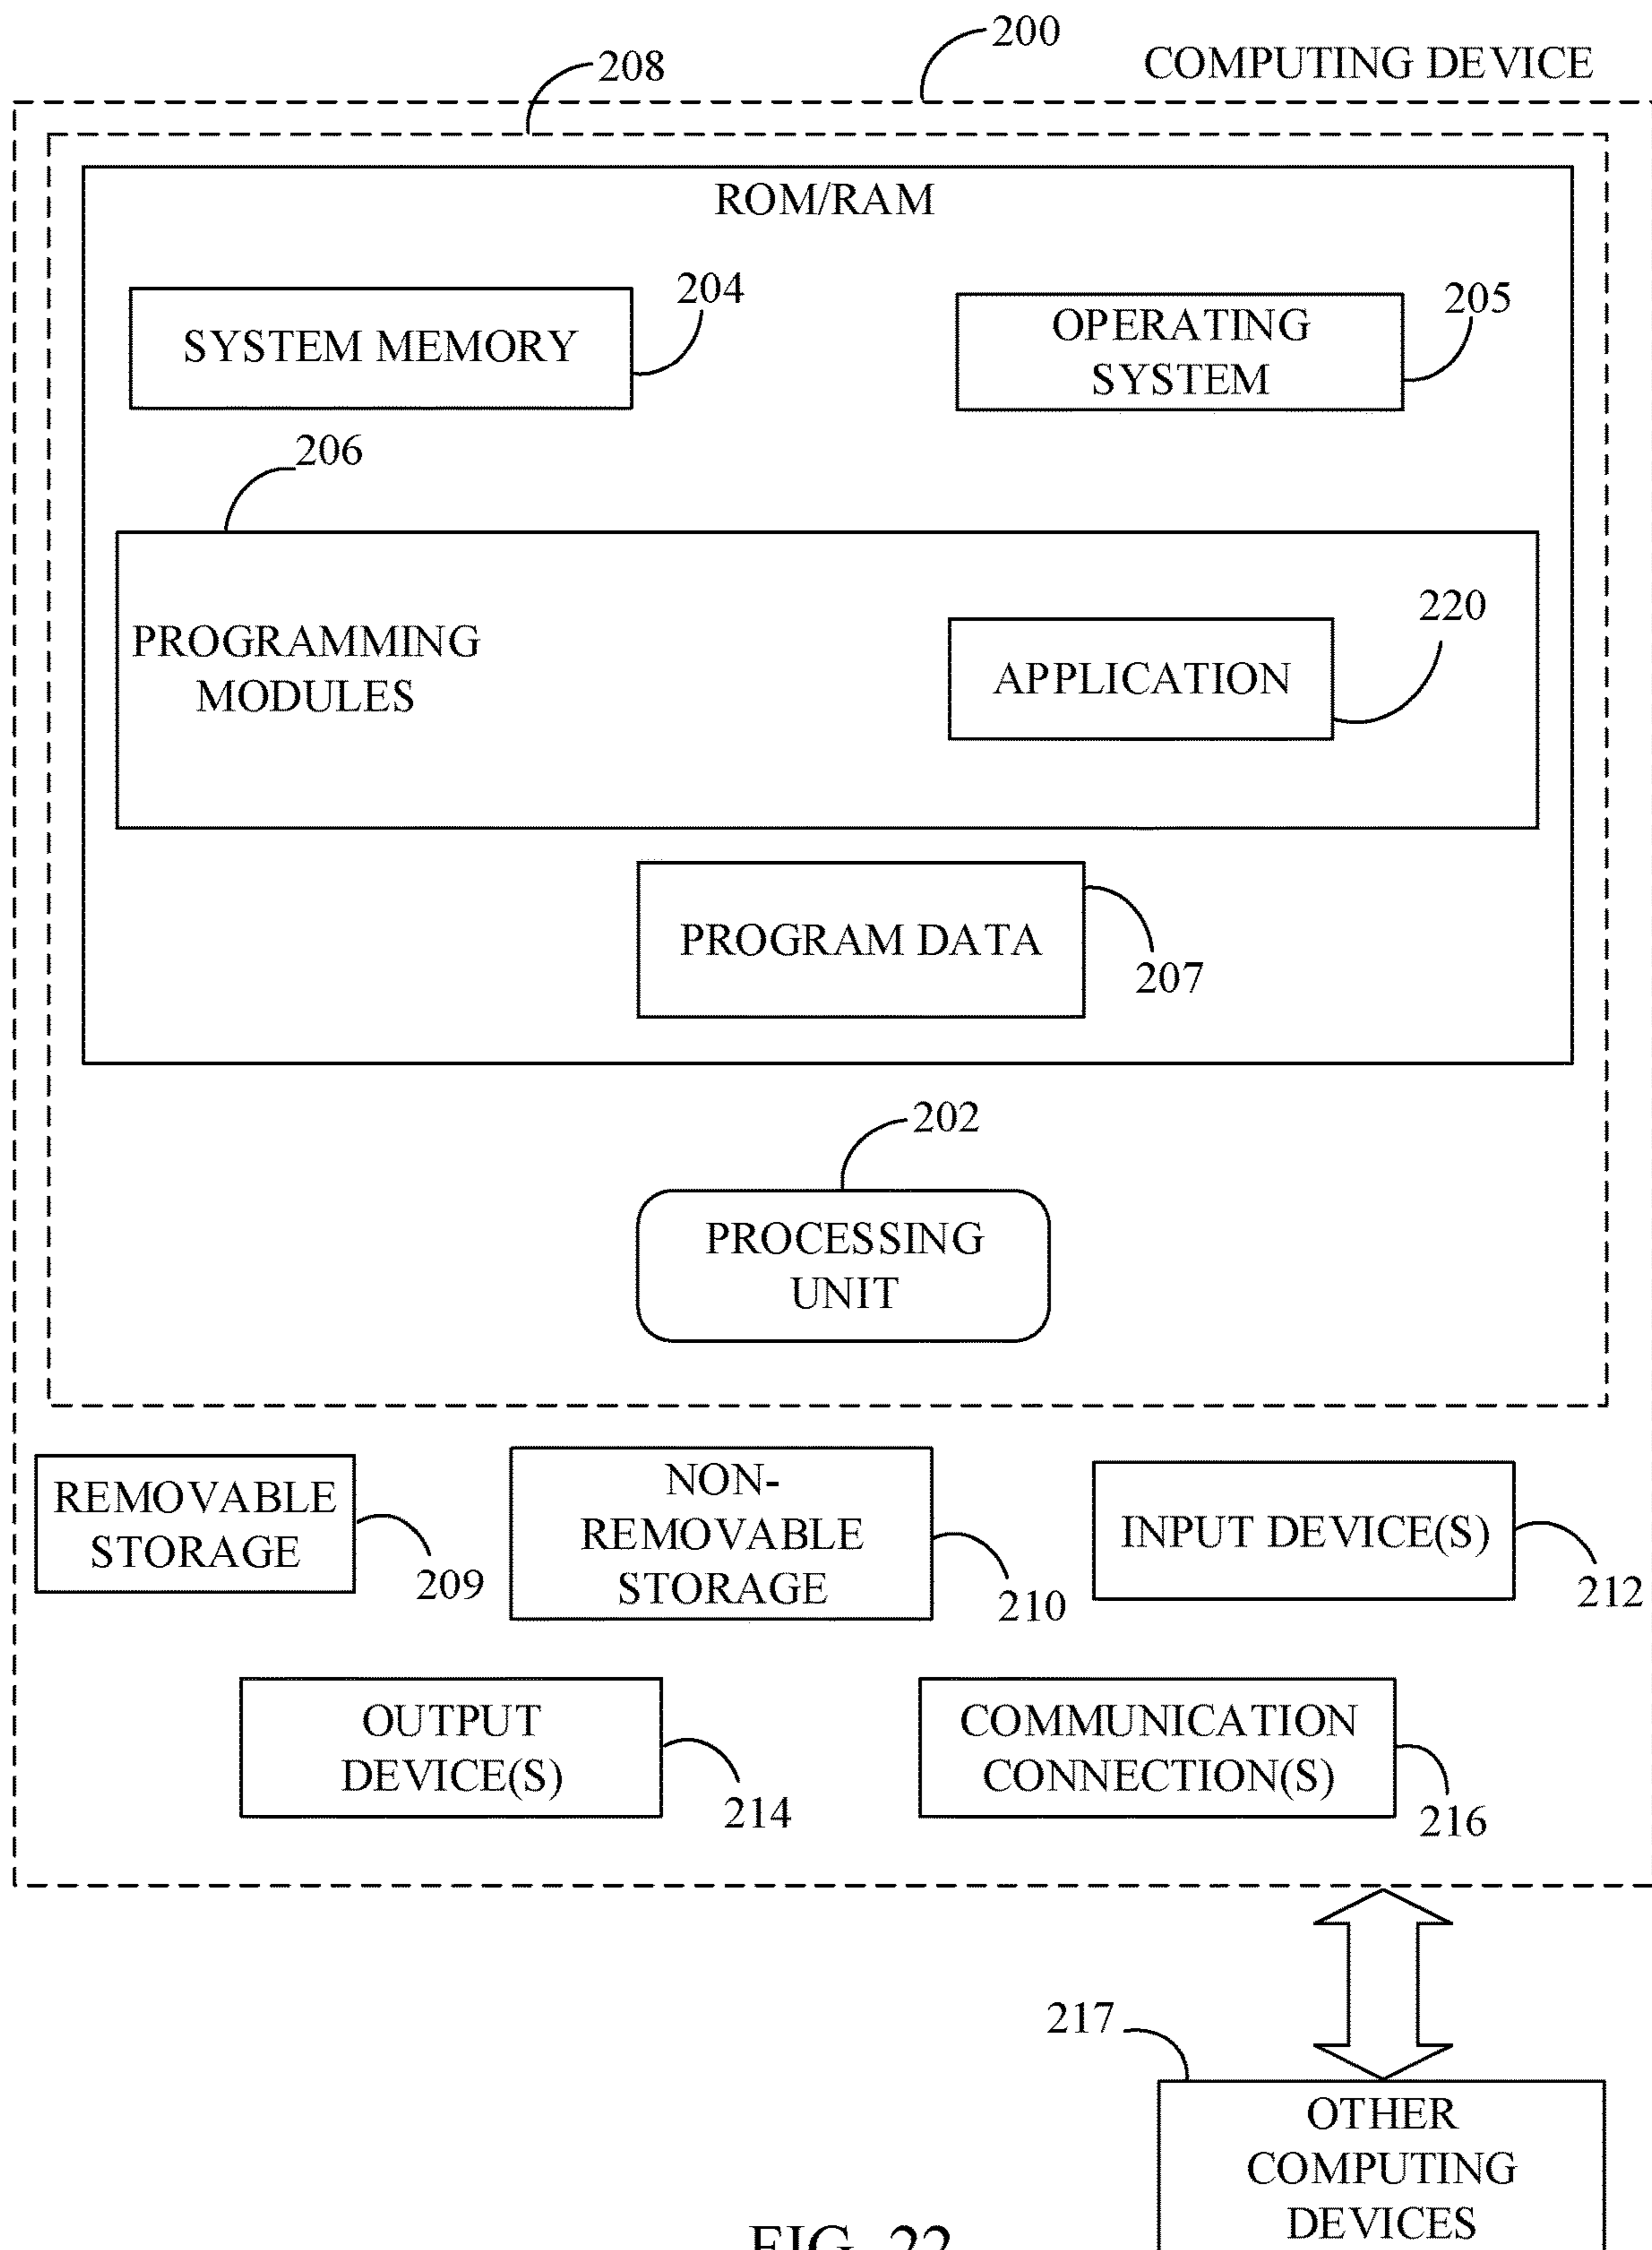 200
COMPUTING DEVICE
208
ROM/RAM
204
SYSTEM MEMORY
205
OPERATING
SYSTEM
206
PROGRAMMING
MODULES
220
APPLICATION
PROGRAM DATA
207
202
PROCESSING
UNIT
REMOVABLE
STORAGE
209
NON-
REMOVABLE
STORAGE
210
INPUT DEVICE(S)
212
OUTPUT
DEVICE(S)
214
COMMUNICATION
CONNECTION(S)
216
217
OTHER
COMPUTING
DEVICES
FIG. 22